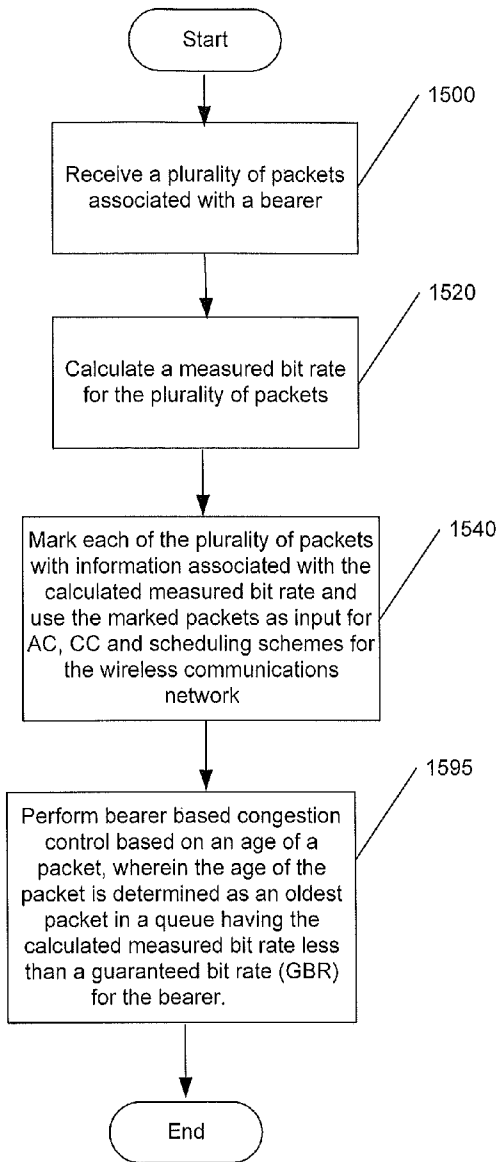 Start
1500
Receive a plurality of packets
associated with a bearer
1520
Calculate a measured bit rate
for the plurality of packets
1540
Mark each of the plurality of packets
with information associated with the
calculated measured bit rate and
use the marked packets as input for
AC, CC and scheduling schemes for
the wireless communications
network
1595
Perform bearer based congestion
control based on an age of a
packet, wherein the age of the
packet is determined as an oldest
packet in a queue having the
calculated measured bit rate less
than a guaranteed bit rate (GBR)
for the bearer.
End